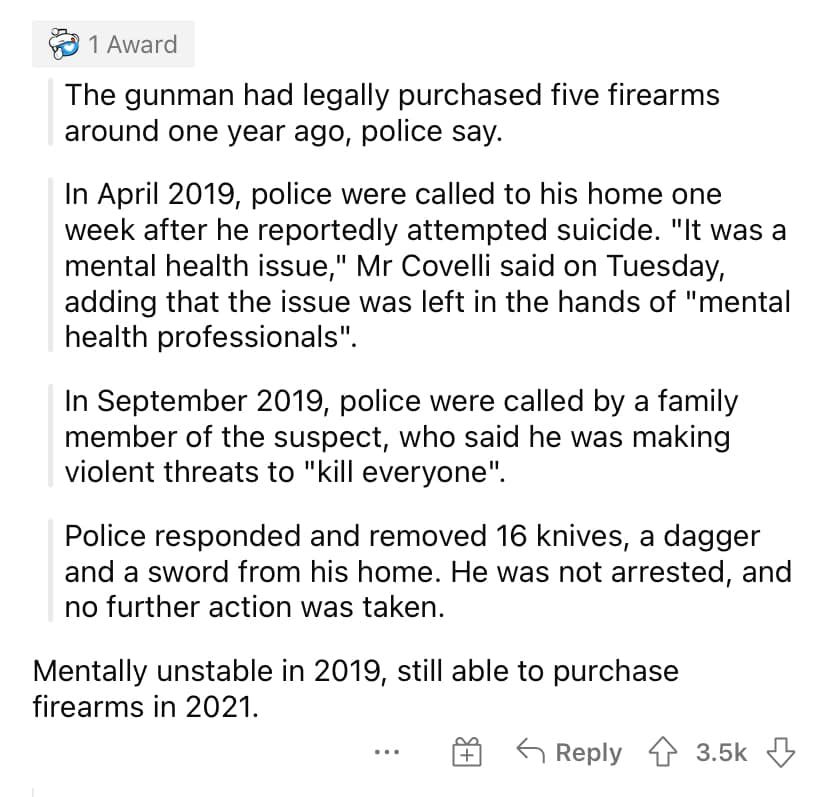 1 Award
The gunman had legally purchased five firearms
around one year ago, police say.
In April 2019, police were called to his home one
week after he reportedly attempted suicide. "It was a
mental health issue," Mr Covelli said on Tuesday,
adding that the issue was left in the hands of "mental
health professionals".
In September 2019, police were called by a family
member of the suspect, who said he was making
violent threats to "kill everyone".
Police responded and removed 16 knives, a dagger
and a sword from his home. He was not arrested, and
no further action was taken.
Mentally unstable in 2019, still able to purchase
firearms in 2021.
... Reply 3.5k